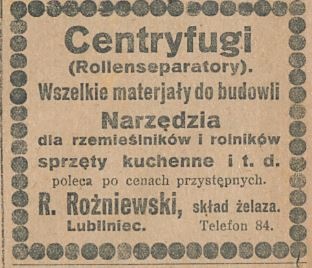 Centryfugi
(Rollenseparatory).
Wszelkie materjały do budowli
Narzędzia
dla rzemieślników i rolników
sprzęty kuchenne i t. d.
poleca po cenach przystępnych.
R. Rożniewski, skład żelaza.
Lubliniec. Telefon 84.